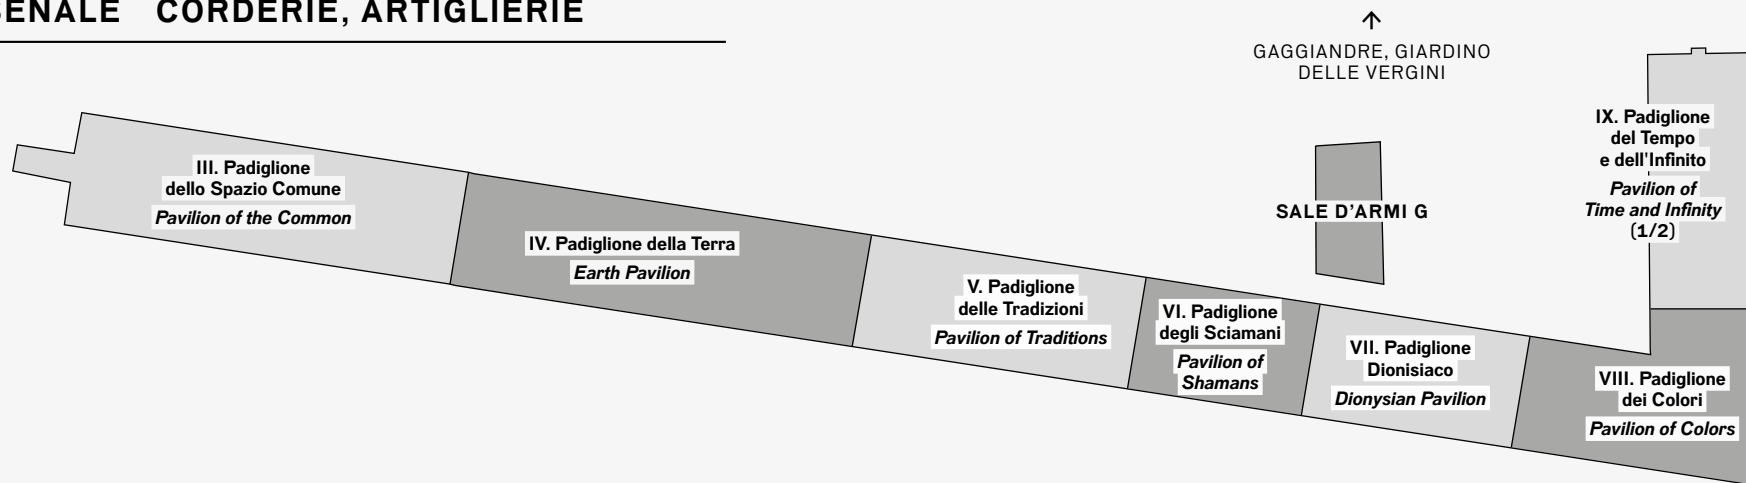 SENALE CORDERIE, ARTIGLIERIE
↑
GAGGIANDRE, GIARDINO
DELLE VERGINI
III. Padiglione
dello Spazio Comune
Pavilion of the Common
IV. Padiglione della Terra
Earth Pavilion
V. Padiglione
delle Tradizioni
Pavilion of Traditions
VI. Padiglione
degli Sciamani
Pavilion of
Shamans
SALE D’ARMI G
VII. Padiglione
Dionisiaco
Dionysian Pavilion
VIII. Padiglione
dei Colori
Pavilion of Colors
IX. Padiglione
del Tempo
e dell'Infinito
Pavilion of
Time and Infinity
(1/2)